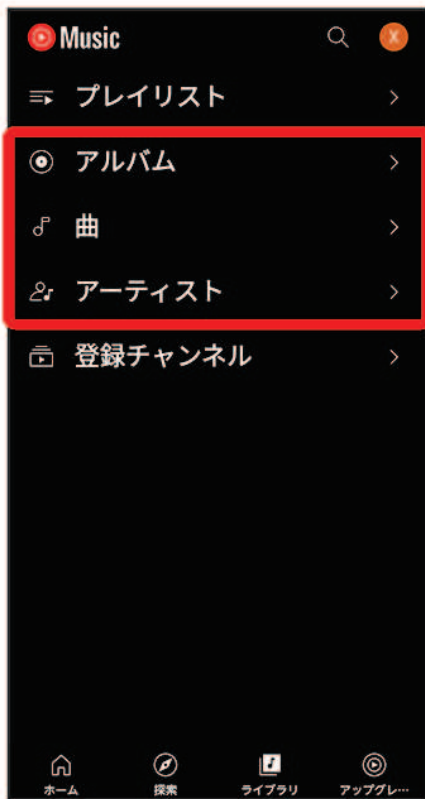 Music
X
プレイリスト
アルバム
曲
アーティスト
登録チャンネル
ホーム 探索 ライブラリ アップグレ…